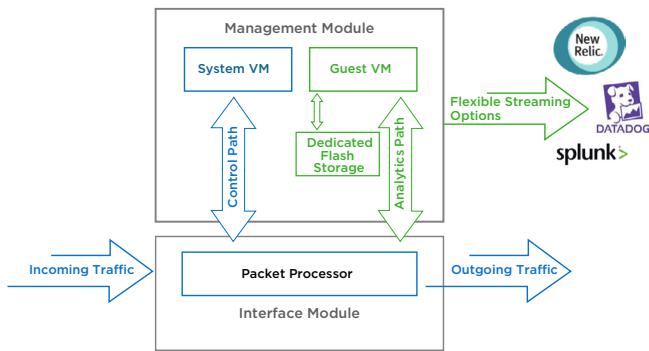 Management Module
System VM
Guest VM
New
Relic.
Flexible Streaming
Options
DATADOG
splunk>
Dedicated
Flash
Storage
Control Path
Analytics Path
Incoming Traffic
Packet Processor
Outgoing Traffic
Interface Module